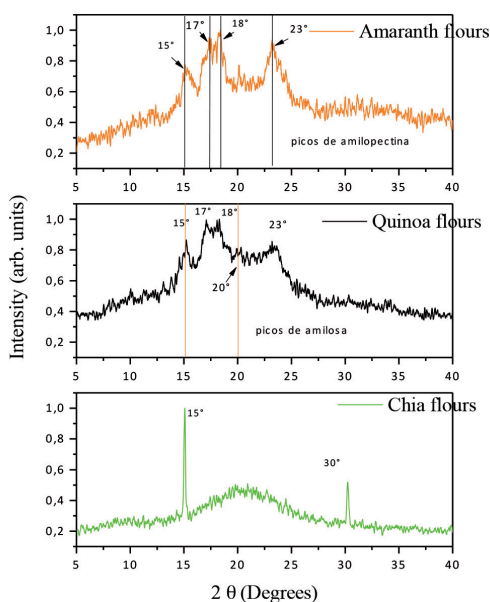 Intensity (arb. units)
Amaranth flours
1,0
0,8
0,6
0,4
0,2
15°
17°
18°
23°
picos de amilopectina
5 10 15 20 25 30 35 40
Quinoa flours
1,0
0,8
0,6
0,4
0,2
15°
17°
18°
20°
23°
picos de amilosa
5 10 15 20 25 30 35 40
Chia flours
1,0
0,8
0,6
0,4
0,2
15°
30°
5 10 15 20 25 30 35 40
2 θ (Degrees)